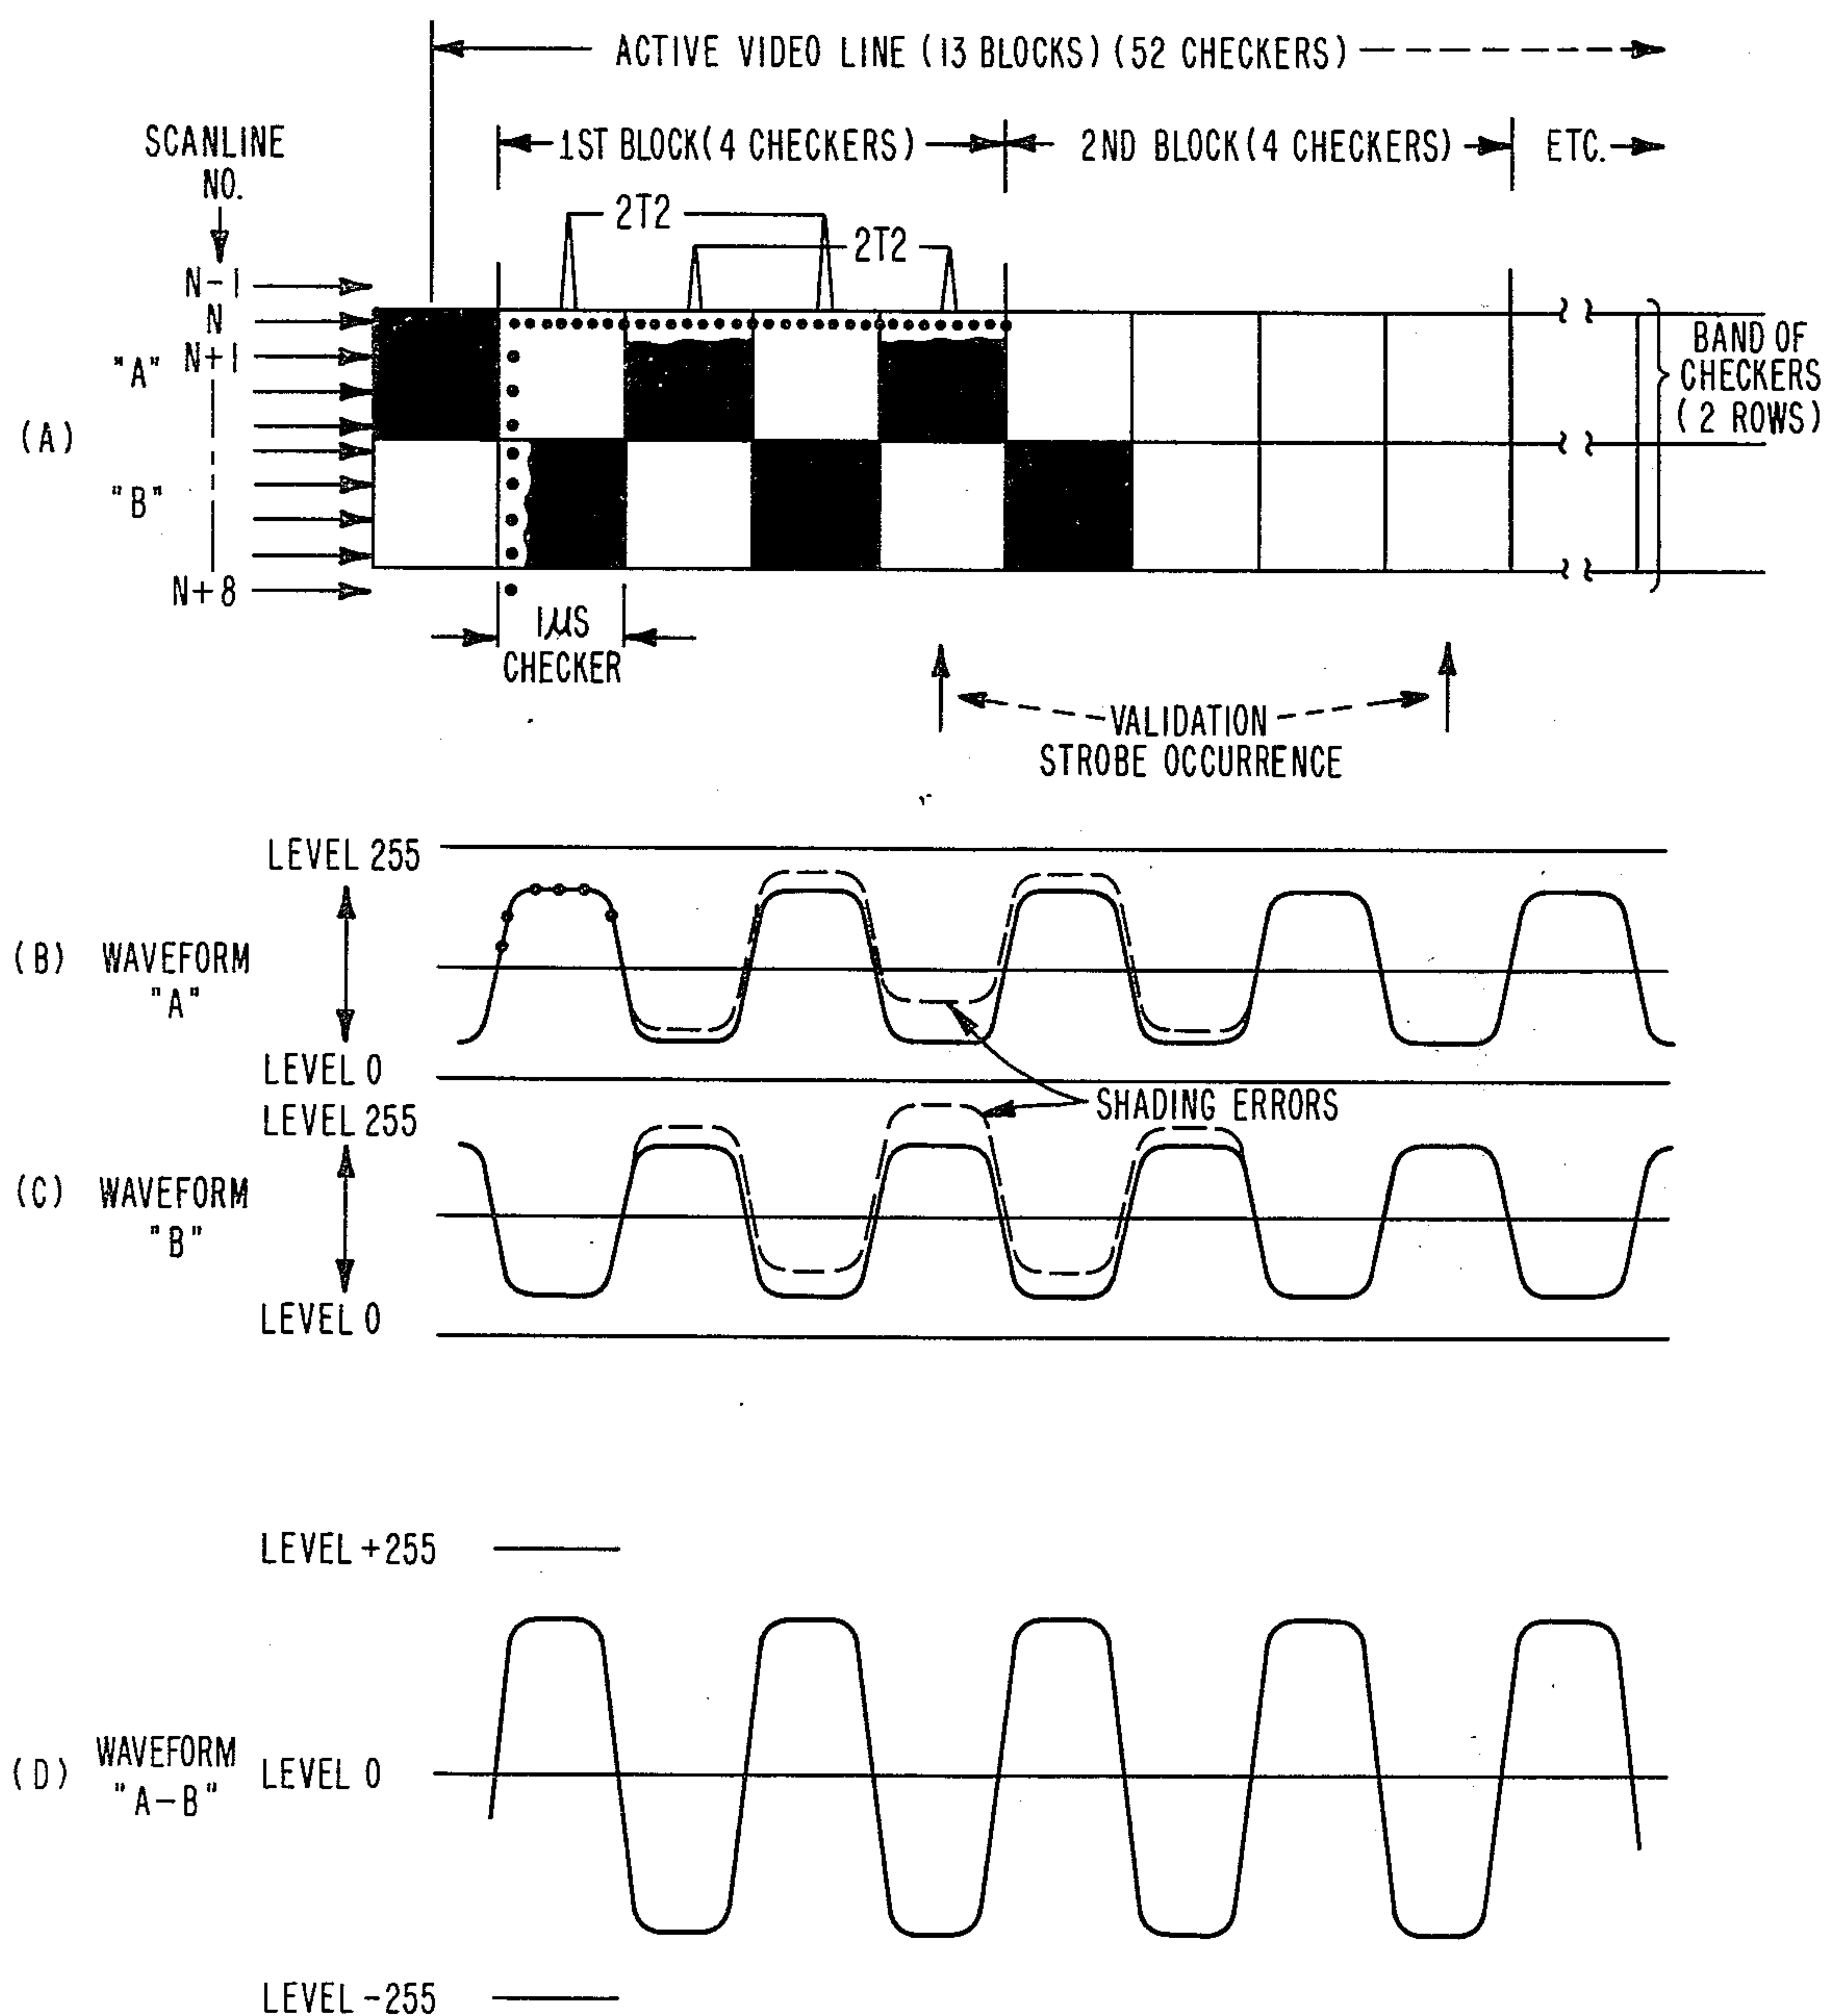 ACTIVE VIDEO LINE (13 BLOCKS) (52 CHECKERS)
SCANLINE
NO.
1ST BLOCK (4 CHECKERS)
2ND BLOCK (4 CHECKERS)
ETC.
2T2
2T2
N-1
N
"A" N+1
(A)
"B"
N+8
BAND OF
CHECKERS
(2 ROWS)
1μS
CHECKER
VALIDATION
STROBE OCCURRENCE
LEVEL 255
(B) WAVEFORM
"A"
LEVEL 0
SHADING ERRORS
LEVEL 255
(C) WAVEFORM
"B"
LEVEL 0
LEVEL +255
(D) WAVEFORM
"A-B"
LEVEL 0
LEVEL -255